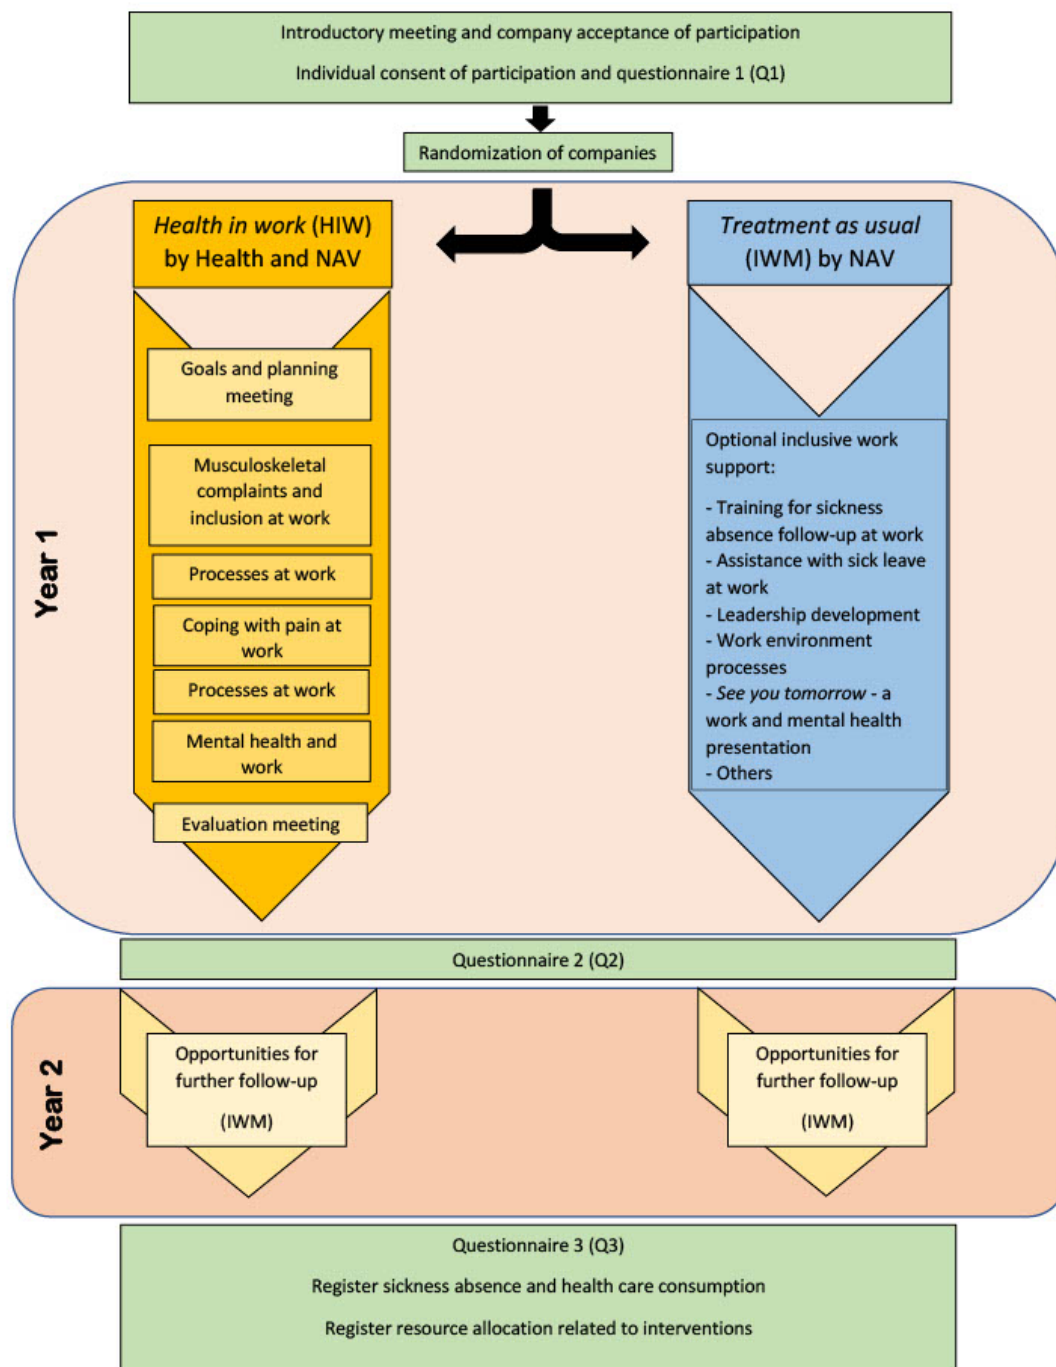 Introductory meeting and company acceptance of participation
Individual consent of participation and questionnaire 1 (Q1)
Randomization of companies
Year 1
Health in work (HIW)
by Health and NAV
Goals and planning
meeting
Musculoskeletal
complaints and
inclusion at work
Processes at work
Coping with pain at
work
Processes at work
Mental health and
work
Evaluation meeting
Treatment as usual
(IWM) by NAV
Optional inclusive work
support:
- Training for sickness
absence follow-up at work
- Assistance with sick leave
at work
- Leadership development
- Work environment
processes
- See you tomorrow - a
work and mental health
presentation
- Others
Questionnaire 2 (Q2)
Year 2
Opportunities for
further follow-up
(IWM)
Opportunities for
further follow-up
(IWM)
Questionnaire 3 (Q3)
Register sickness absence and health care consumption
Register resource allocation related to interventions